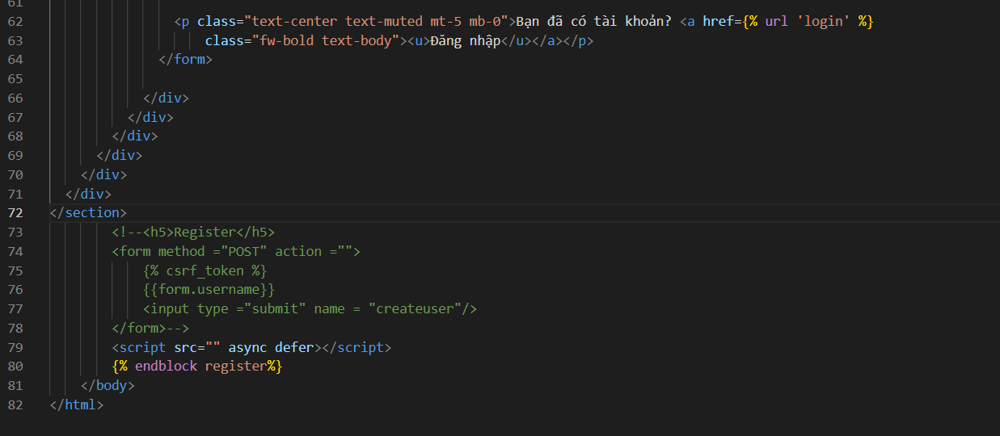 61
62 <p class="text-center text-muted mt-5 mb-0">Bạn đã có tài khoản? <a href={% url 'login' %}
63 class="fw-bold text-body"><u>Đăng nhập</u></a></p>
64 </form>
65
66 </div>
67 </div>
68 </div>
69 </div>
70 </div>
71 </div>
72 </section>
73 <!--<h5>Register</h5>
74 <form method ="POST" action ="">
75 {% csrf_token %}
76 {{form.username}}
77 <input type ="submit" name = "createuser"/>
78 </form>-->
79 <script src="" async defer></script>
80 {% endblock register%}
81 </body>
82 </html>